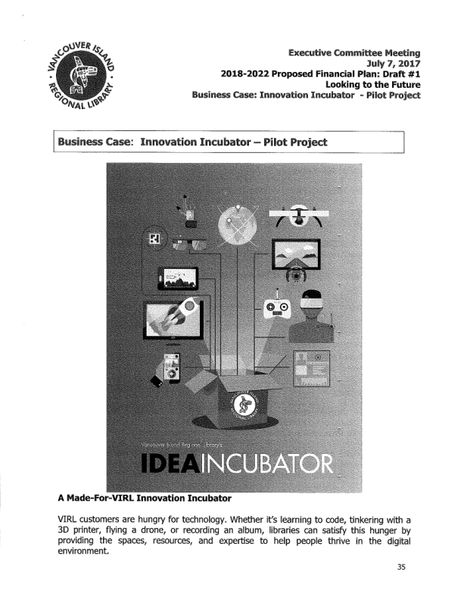 VANCOUVER ISLAND
REGIONAL LIBRARY
Executive Committee Meeting
July 7, 2017
2018-2022 Proposed Financial Plan: Draft #1
Looking to the Future
Business Case: Innovation Incubator - Pilot Project
Business Case: Innovation Incubator – Pilot Project
Vancouver Island Regional Library's
IDEAINCUBATOR
A Made-For-VIRL Innovation Incubator
VIRL customers are hungry for technology. Whether it's learning to code, tinkering with a
3D printer, flying a drone, or recording an album, libraries can satisfy this hunger by
providing the spaces, resources, and expertise to help people thrive in the digital
environment.
35